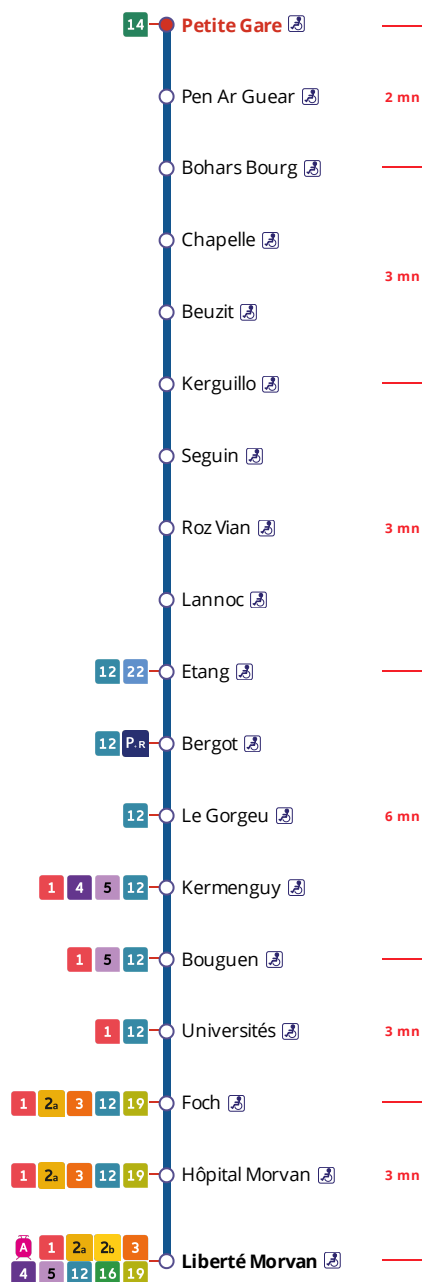 14 Petite Gare
Pen Ar Guear 2 mn
Bohars Bourg
Chapelle
3 mn
Beuzit
Kerguillo
Seguin
Roz Vian 3 mn
Lannoc
12 22 Etang
12 P+R Bergot
12 Le Gorgeu 6 mn
1 4 5 12 Kermenguy
1 5 12 Bouguen
1 12 Universités 3 mn
1 2a 3 12 19 Foch
1 2a 3 12 19 Hôpital Morvan 3 mn
A 1 2a 2b 3
4 5 12 16 19 Liberté Morvan